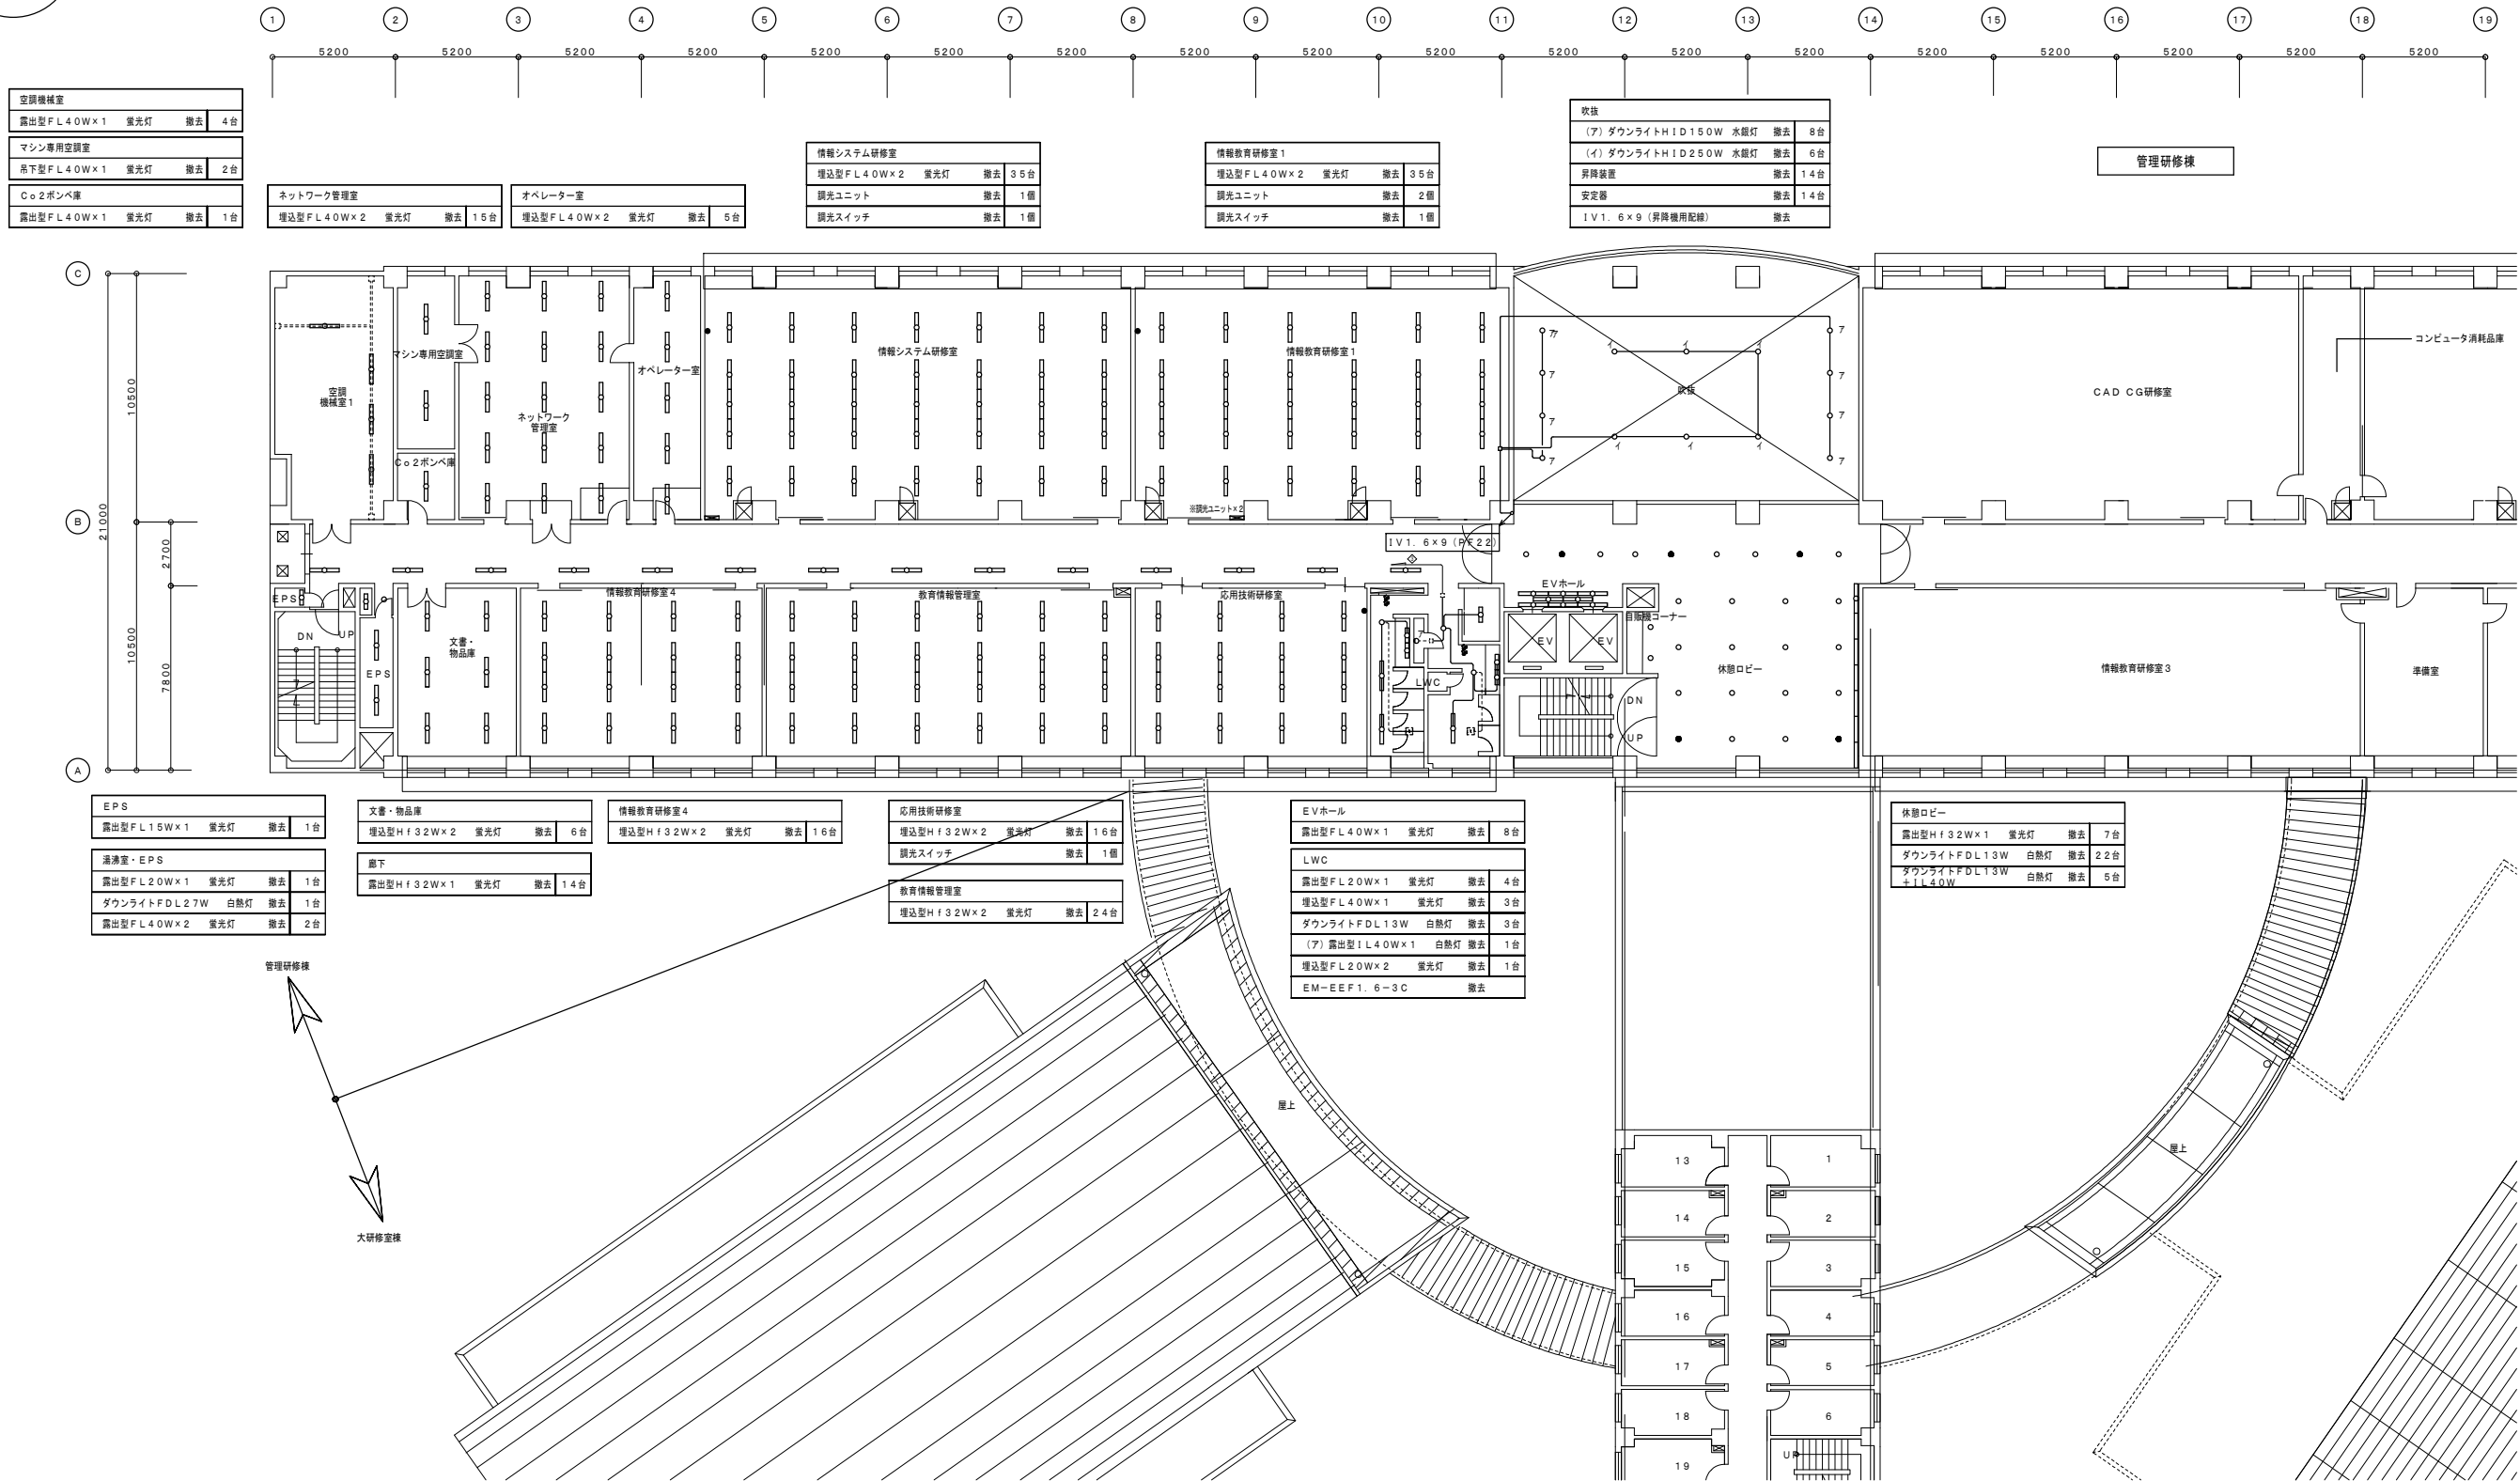 1 2 3 4 5 6 7 8 9 10 11 12 13 14 15 16 17 18 19
5200 5200 5200 5200 5200 5200 5200 5200 5200 5200 5200 5200 5200 5200 5200 5200 5200 5200
空調機械室
露出型FL40W×1 蛍光灯 撤去 4台
マシン専用空調室
吊下型FL40W×1 蛍光灯 撤去 2台
Co2ボンベ庫
露出型FL40W×1 蛍光灯 撤去 1台
ネットワーク管理室
埋込型FL40W×2 蛍光灯 撤去 15台
オペレーター室
埋込型FL40W×2 蛍光灯 撤去 5台
情報システム研修室
埋込型FL40W×2 蛍光灯 撤去 35台
調光ユニット 撤去 1個
調光スイッチ 撤去 1個
情報教育研修室1
埋込型FL40W×2 蛍光灯 撤去 35台
調光ユニット 撤去 2個
調光スイッチ 撤去 1個
吹抜
(ア)ダウンライトHID150W 水銀灯 撤去 8台
(イ)ダウンライトHID250W 水銀灯 撤去 6台
昇降装置 撤去 14台
安定器 撤去 14台
IV1.6×9(昇降機用配線) 撤去
管理研修棟
C
B
A
21000
10500
10500
2700
7800
空調
機械室1
マシン専用空調室
Co2ボンベ庫
ネットワーク
管理室
オペレーター室
情報システム研修室
情報教育研修室1
※調光ユニット×2
吹抜
ア
ア
ア
ア
ア
ア
ア
ア
イ
イ
イ
イ
イ
イ
CAD CG研修室
コンピュータ消耗品庫
IV1.6×9(PF22)
EPS
DN
UP
EPS
文書・
物品庫
情報教育研修室4
教育情報管理室
応用技術研修室
LWC
ア
EVホール
EV
EV
自販機コーナー
DN
UP
休憩ロビー
情報教育研修室3
準備室
EPS
露出型FL15W×1 蛍光灯 撤去 1台
湯沸室・EPS
露出型FL20W×1 蛍光灯 撤去 1台
ダウンライトFDL27W 白熱灯 撤去 1台
露出型FL40W×2 蛍光灯 撤去 2台
文書・物品庫
埋込型Hf32W×2 蛍光灯 撤去 6台
廊下
露出型Hf32W×1 蛍光灯 撤去 14台
情報教育研修室4
埋込型Hf32W×2 蛍光灯 撤去 16台
応用技術研修室
埋込型Hf32W×2 蛍光灯 撤去 16台
調光スイッチ 撤去 1個
教育情報管理室
埋込型Hf32W×2 蛍光灯 撤去 24台
EVホール
露出型FL40W×1 蛍光灯 撤去 8台
LWC
露出型FL20W×1 蛍光灯 撤去 4台
埋込型FL40W×1 蛍光灯 撤去 3台
ダウンライトFDL13W 白熱灯 撤去 3台
(ア)露出型IL40W×1 白熱灯 撤去 1台
埋込型FL20W×2 蛍光灯 撤去 1台
EM-EEF1.6-3C 撤去
休憩ロビー
露出型Hf32W×1 蛍光灯 撤去 7台
ダウンライトFDL13W 白熱灯 撤去 22台
ダウンライトFDL13W
+IL40W 白熱灯 撤去 5台
管理研修棟
大研修室棟
屋上
屋上
13 1
14 2
15 3
16 4
17 5
18 6
19 UP